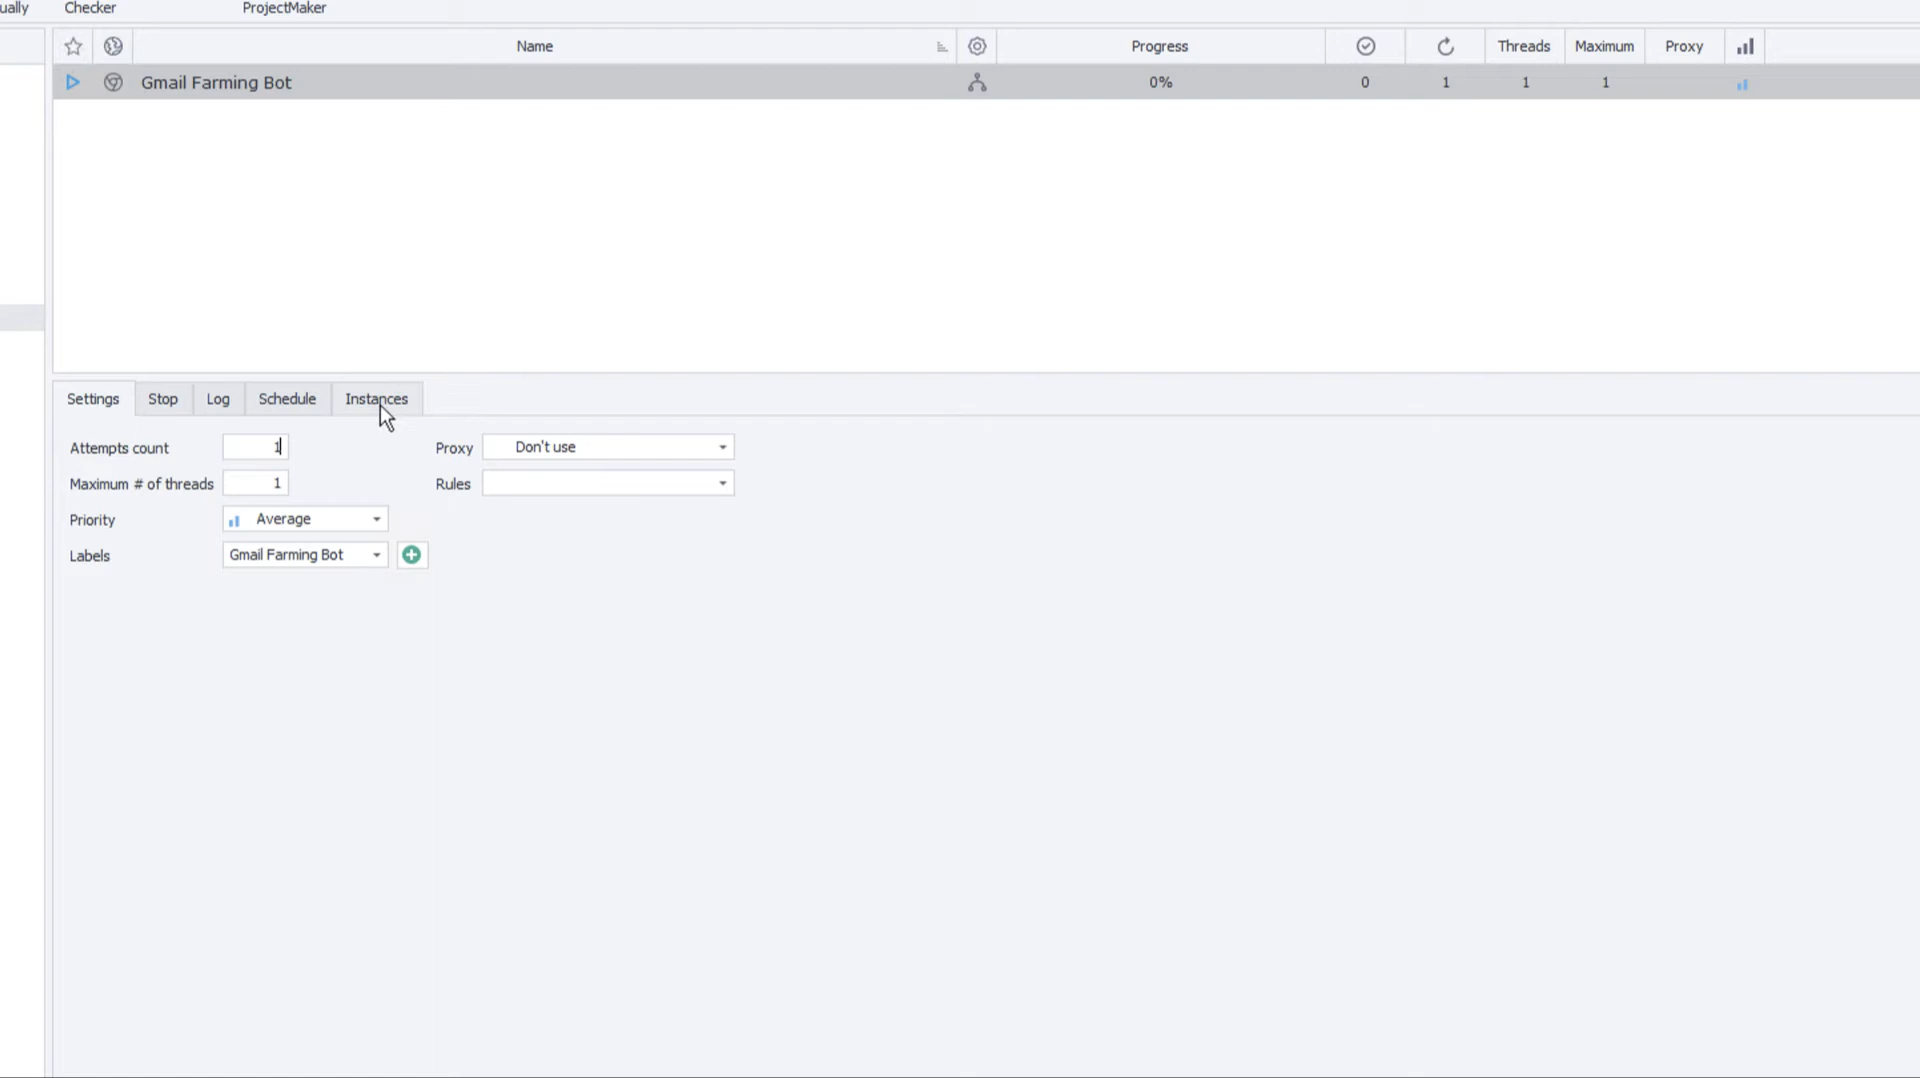 ually Checker ProjectMaker
Name Progress Threads Maximum Proxy
Gmail Farming Bot 0% 0 1 1 1
Settings Stop Log Schedule Instances
Attempts count 1 Proxy Don't use
Maximum # of threads 1 Rules
Priority Average
Labels Gmail Farming Bot